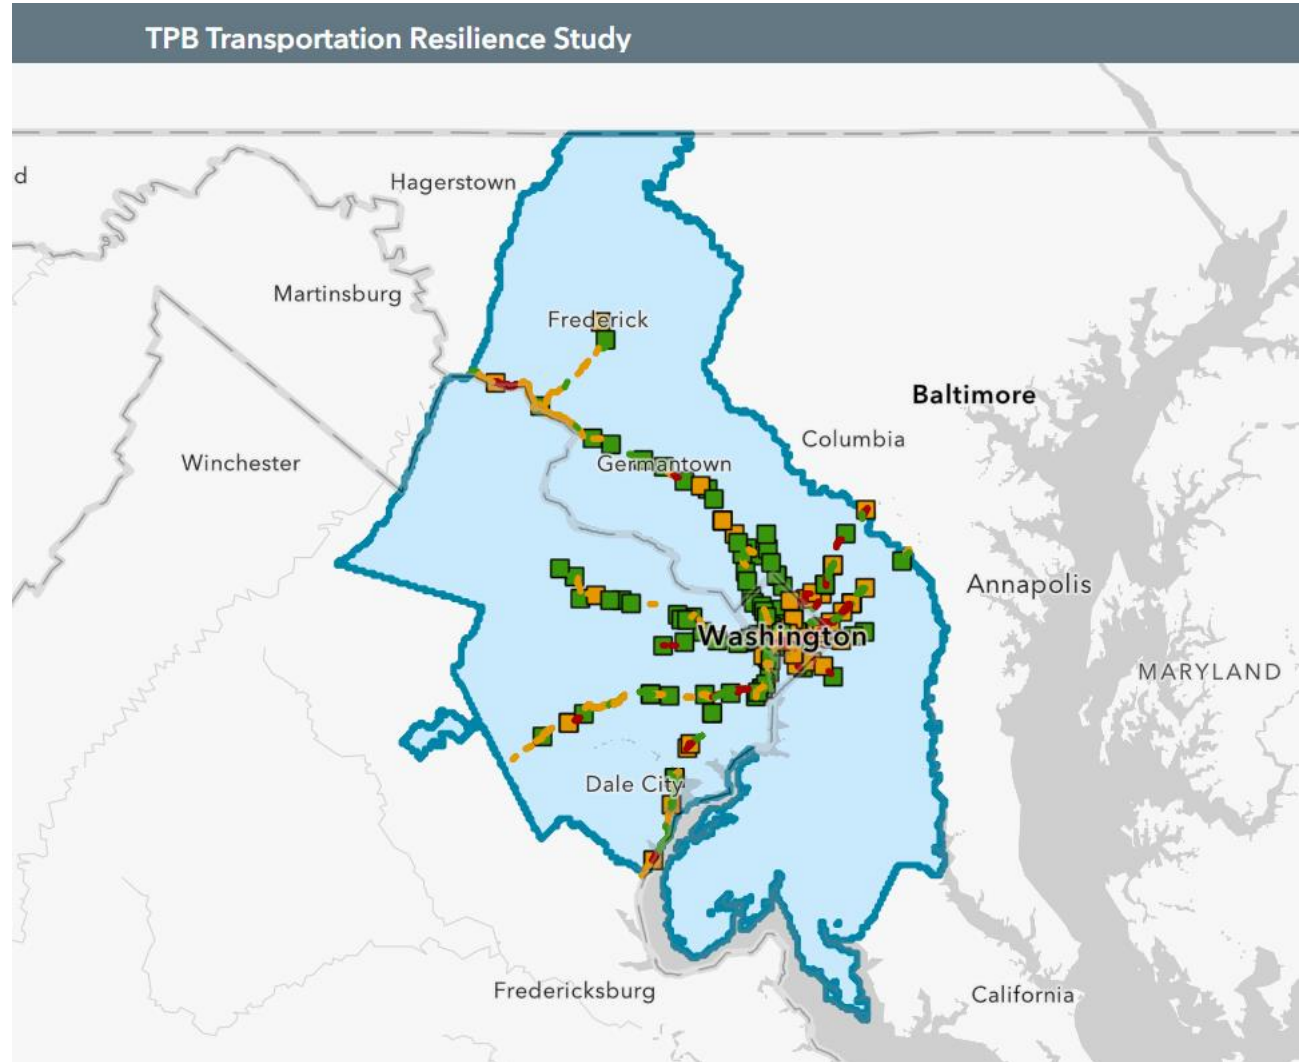 TPB Transportation Resilience Study
d
Hagerstown
Martinsburg
Frederick
Baltimore
Columbia
Winchester
Germantown
Annapolis
Washington
MARYLAND
Dale City
Fredericksburg
California